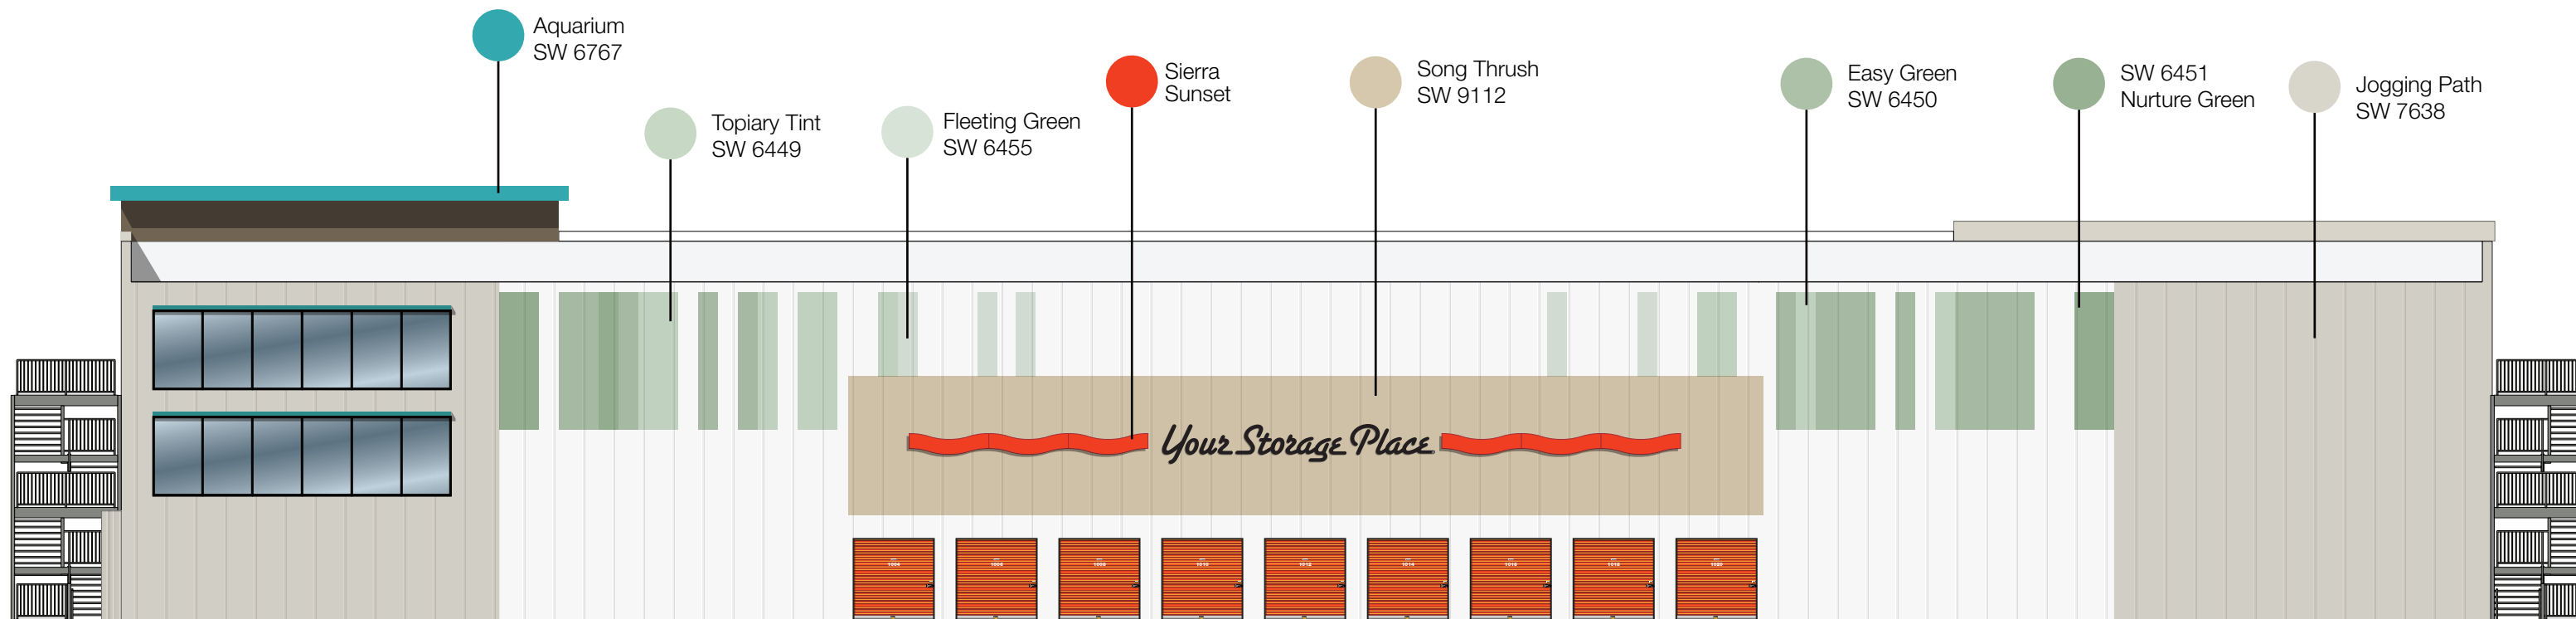 Aquarium
SW 6767
Topiary Tint
SW 6449
Fleeting Green
SW 6455
Sierra
Sunset
Song Thrush
SW 9112
Easy Green
SW 6450
SW 6451
Nurture Green
Jogging Path
SW 7638
Your Storage Place